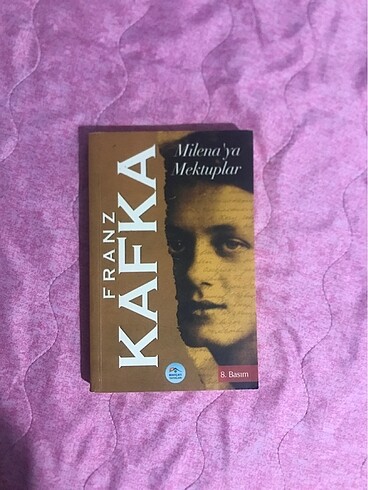 FRANZ
KAFKA
Milena'ya
Mektuplar
8. Basım